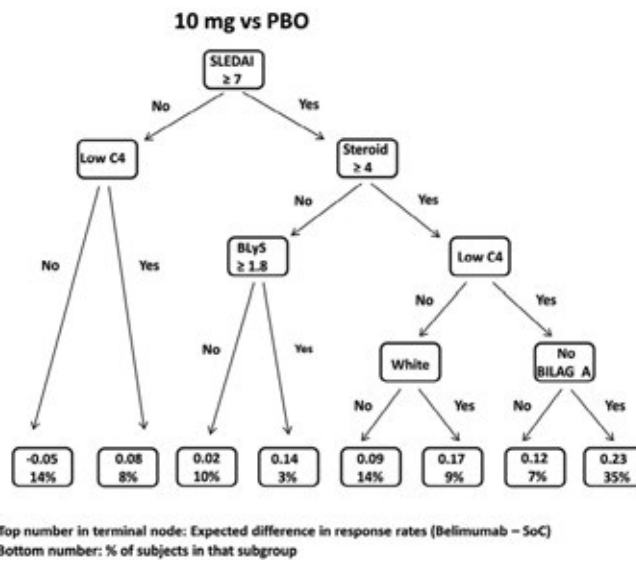 10 mg vs PBO
SLEDAI
≥ 7
No
Yes
Low C4
Steroid
≥ 4
No
Yes
No
Yes
BLyS
≥ 1.8
Low C4
No
Yes
No
Yes
White
No
BILAG A
No
Yes
No
Yes
-0.05
14%
0.08
8%
0.02
10%
0.14
3%
0.09
14%
0.17
9%
0.12
7%
0.23
35%
Top number in terminal node: Expected difference in response rates (Belimumab – SoC)
Bottom number: % of subjects in that subgroup